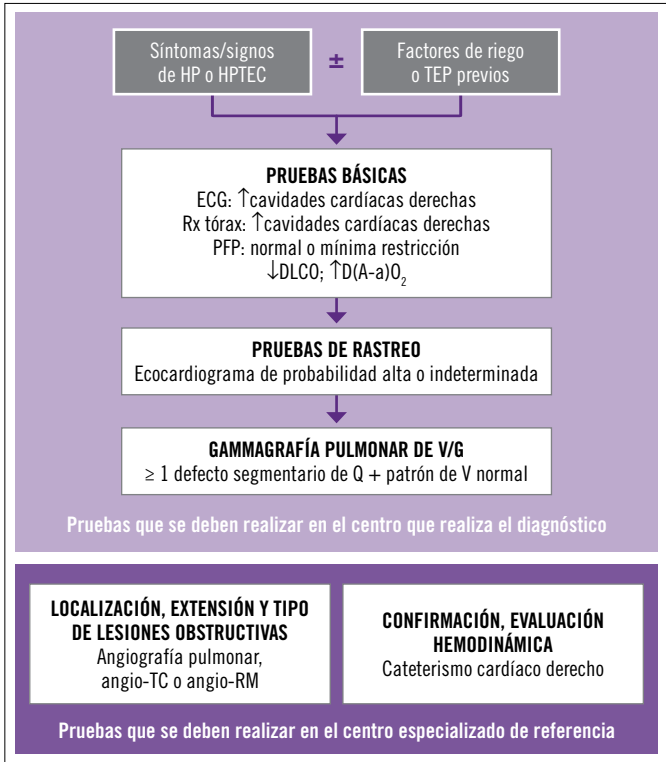 Síntomas/signos
de HP o HPTEC
±
Factores de riego
o TEP previos
PRUEBAS BÁSICAS
ECG: ↑cavidades cardíacas derechas
Rx tórax: ↑cavidades cardíacas derechas
PFP: normal o mínima restricción
↓DLCO; ↑D(A-a)O₂
PRUEBAS DE RASTREO
Ecocardiograma de probabilidad alta o indeterminada
GAMMAGRAFÍA PULMONAR DE V/G
≥ 1 defecto segmentario de Q + patrón de V normal
Pruebas que se deben realizar en el centro que realiza el diagnóstico
LOCALIZACIÓN, EXTENSIÓN Y TIPO
DE LESIONES OBSTRUCTIVAS
Angiografía pulmonar,
angio-TC o angio-RM
CONFIRMACIÓN, EVALUACIÓN
HEMODINÁMICA
Cateterismo cardíaco derecho
Pruebas que se deben realizar en el centro especializado de referencia